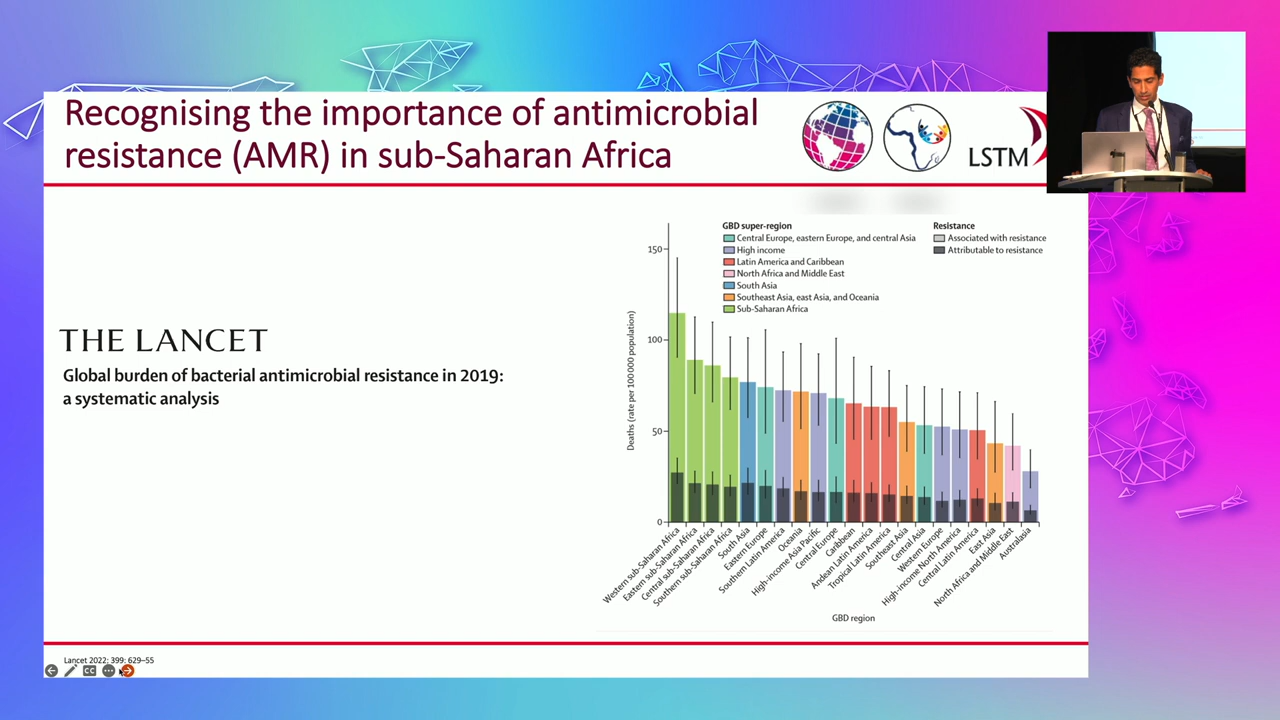 Recognising the importance of antimicrobial
resistance (AMR) in sub-Saharan Africa
LSTM
THE LANCET
Global burden of bacterial antimicrobial resistance in 2019:
a systematic analysis
GBD super-region
Central Europe, eastern Europe, and central Asia
High income
Latin America and Caribbean
North Africa and Middle East
South Asia
Southeast Asia, east Asia, and Oceania
Sub-Saharan Africa
Resistance
Associated with resistance
Attributable to resistance
Deaths (rate per 100 000 population)
150
100
50
0
Western sub-Saharan Africa
Eastern sub-Saharan Africa
Central sub-Saharan Africa
Southern sub-Saharan Africa
South Asia
Eastern Europe
Southern Latin America
Oceania
High-income Asia Pacific
Central Europe
Caribbean
Andean Latin America
Tropical Latin America
Southeast Asia
Central Asia
Western Europe
High-income North America
Central Latin America
East Asia
North Africa and Middle East
Australasia
GBD region
Lancet 2022; 399: 629–55
CC